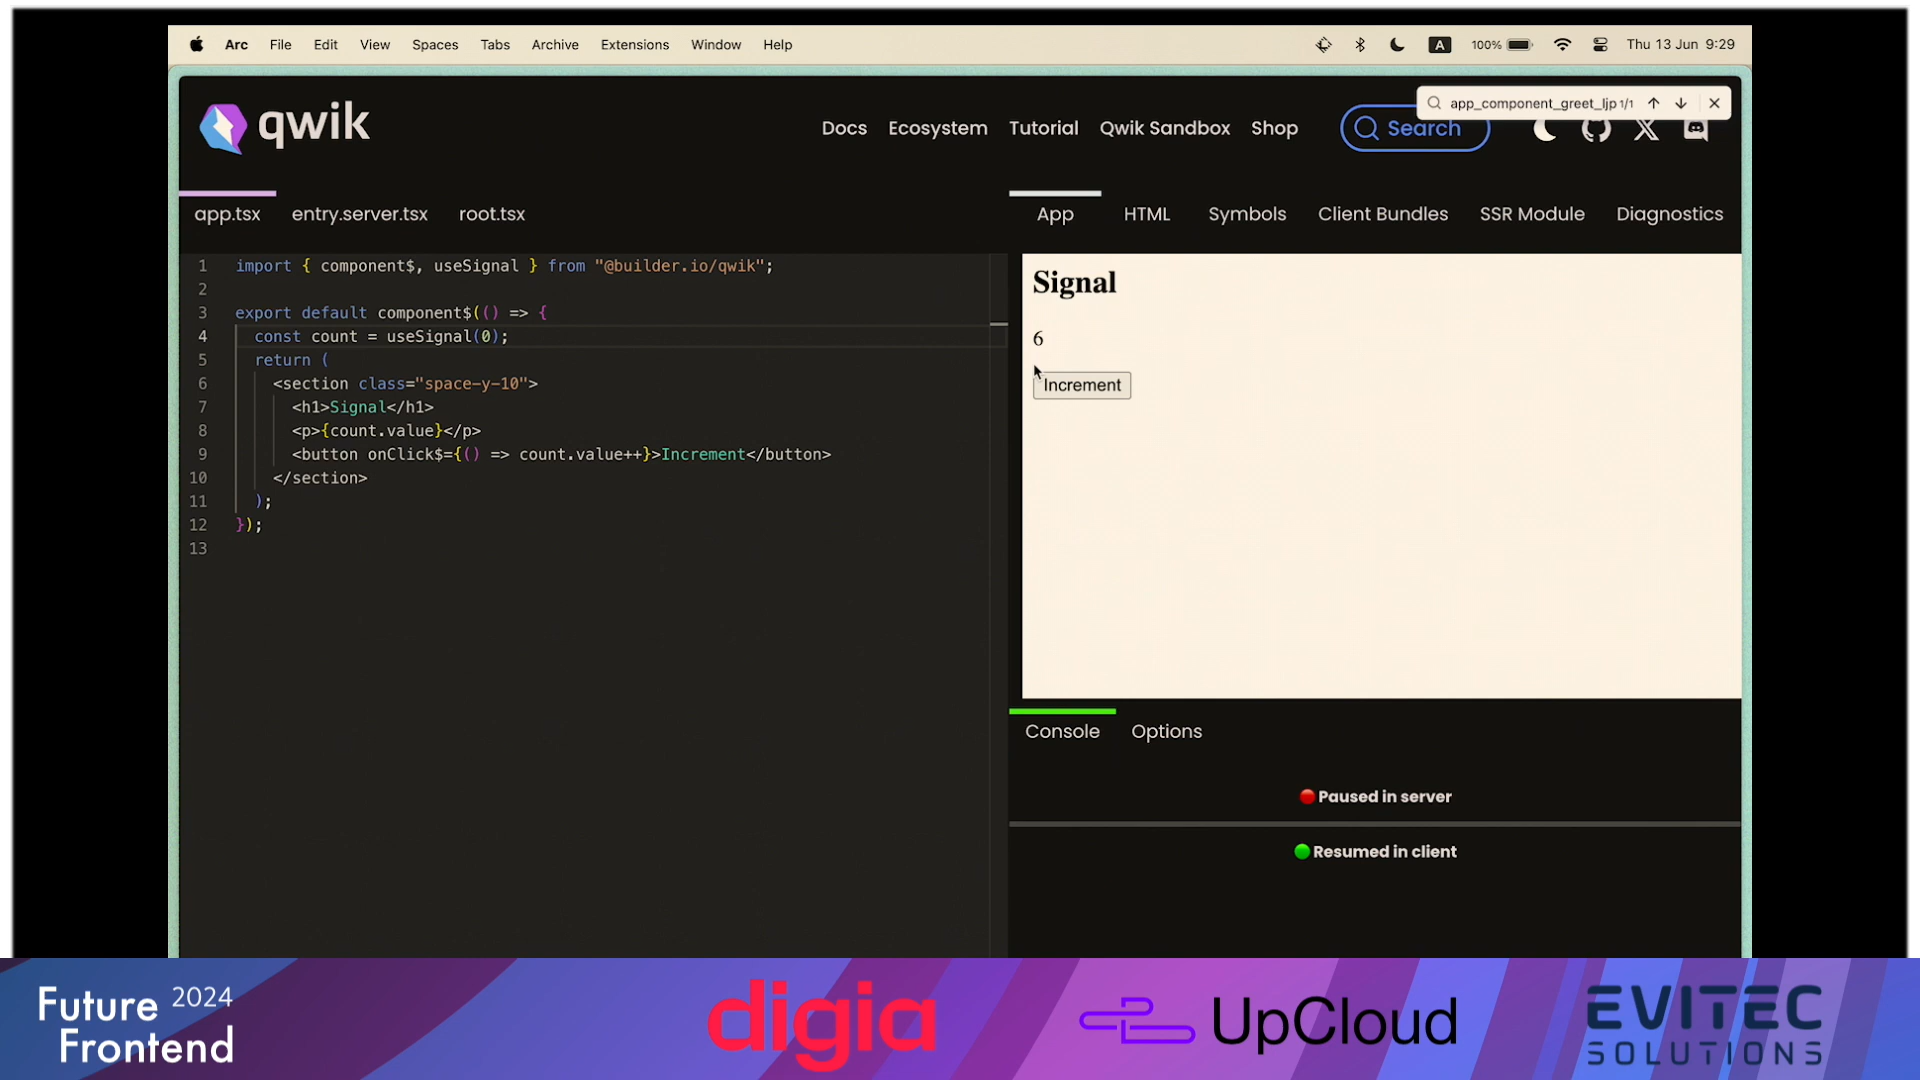 Arc File Edit View Spaces Tabs Archive Extensions Window Help A 100% Thu 13 Jun 9:29
app_component_greet_ljp 1/1
qwik Docs Ecosystem Tutorial Qwik Sandbox Shop Search
app.tsx entry.server.tsx root.tsx
App HTML Symbols Client Bundles SSR Module Diagnostics
1 import { component$, useSignal } from "@builder.io/qwik";
2
3 export default component$(() => {
4 const count = useSignal(0);
5 return (
6 <section class="space-y-10">
7 <h1>Signal</h1>
8 <p>{count.value}</p>
9 <button onClick$={() => count.value++}>Increment</button>
10 </section>
11 );
12 });
13
Signal
6
Increment
Console Options
Paused in server
Resumed in client
Future 2024
Frontend
digia
UpCloud
EVITEC
SOLUTIONS